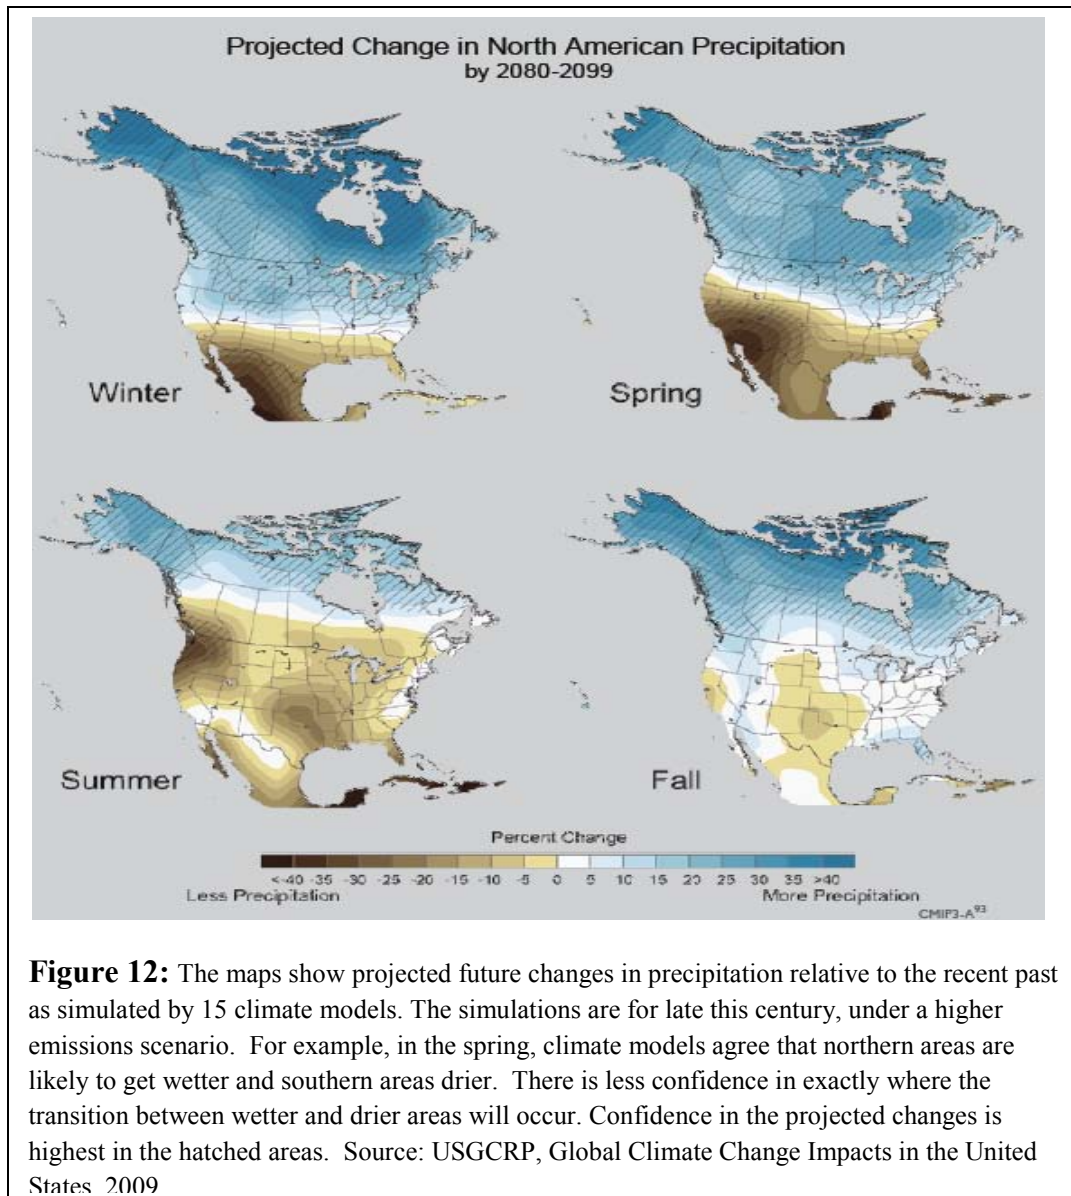 Projected Change in North American Precipitation
by 2080-2099
Winter
Spring
Summer
Fall
Percent Change
<-40 -35 -30 -25 -20 -15 -10 -5 0 5 10 15 20 25 30 35 >40
Less Precipitation
More Precipitation
CMIP3-A93
Figure 12: The maps show projected future changes in precipitation relative to the recent past
as simulated by 15 climate models. The simulations are for late this century, under a higher
emissions scenario. For example, in the spring, climate models agree that northern areas are
likely to get wetter and southern areas drier. There is less confidence in exactly where the
transition between wetter and drier areas will occur. Confidence in the projected changes is
highest in the hatched areas. Source: USGCRP, Global Climate Change Impacts in the United
States, 2009